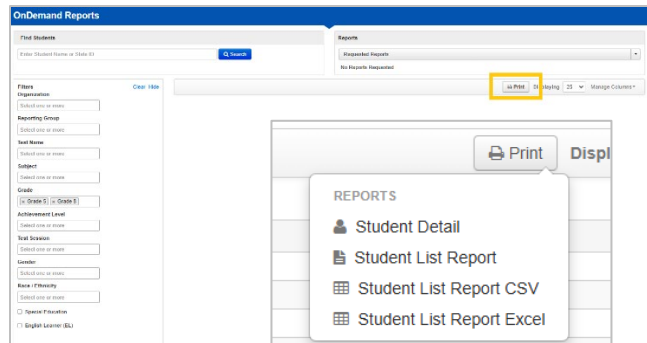 OnDemand Reports
Find Students
Enter Student Name or State ID
Search
Reports
Requested Reports
No Reports Requested
Filters Clear Hide
Organization
Select one or more
Reporting Group
Select one or more
Test Name
Select one or more
Subject
Select one or more
Grade
× Grade 5 × Grade 8
Achievement Level
Select one or more
Test Session
Select one or more
Gender
Select one or more
Race / Ethnicity
Select one or more
Special Education
English Learner (EL)
Print Displaying 25 Manage Columns
Print Displ
REPORTS
Student Detail
Student List Report
Student List Report CSV
Student List Report Excel